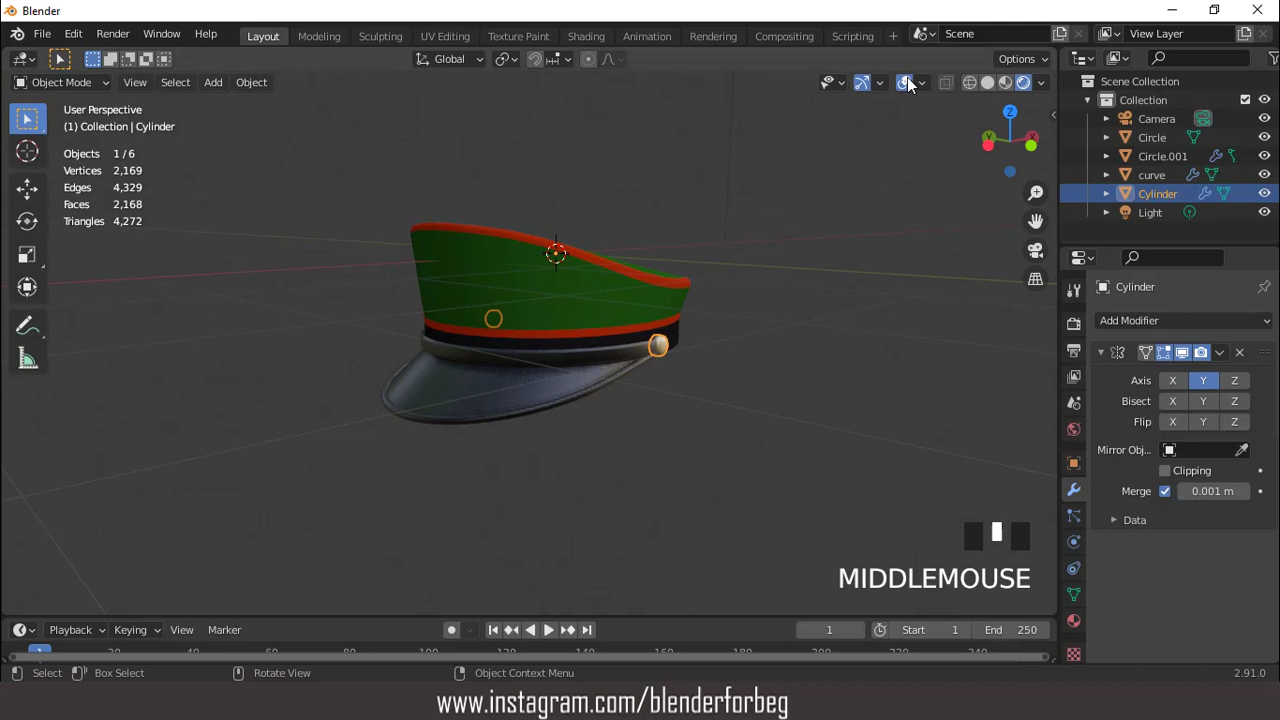 Blender
File Edit Render Window Help Layout Modeling Sculpting UV Editing Texture Paint Shading Animation Rendering Compositing Scripting + Scene View Layer
Global Options
Object Mode View Select Add Object
User Perspective
(1) Collection | Cylinder
Objects 1 / 6
Vertices 2,169
Edges 4,329
Faces 2,168
Triangles 4,272
Z
Y X
Scene Collection
Collection
Camera
Circle
Circle.001
curve
Cylinder
Light
Cylinder
Add Modifier
Axis X Y Z
Bisect X Y Z
Flip X Y Z
Mirror Obj...
Clipping
Merge 0.001 m
Data
MIDDLEMOUSE
Playback Keying View Marker 1 Start 1 End 250
Select Box Select Rotate View Object Context Menu 2.91.0
www.instagram.com/blenderforbeg